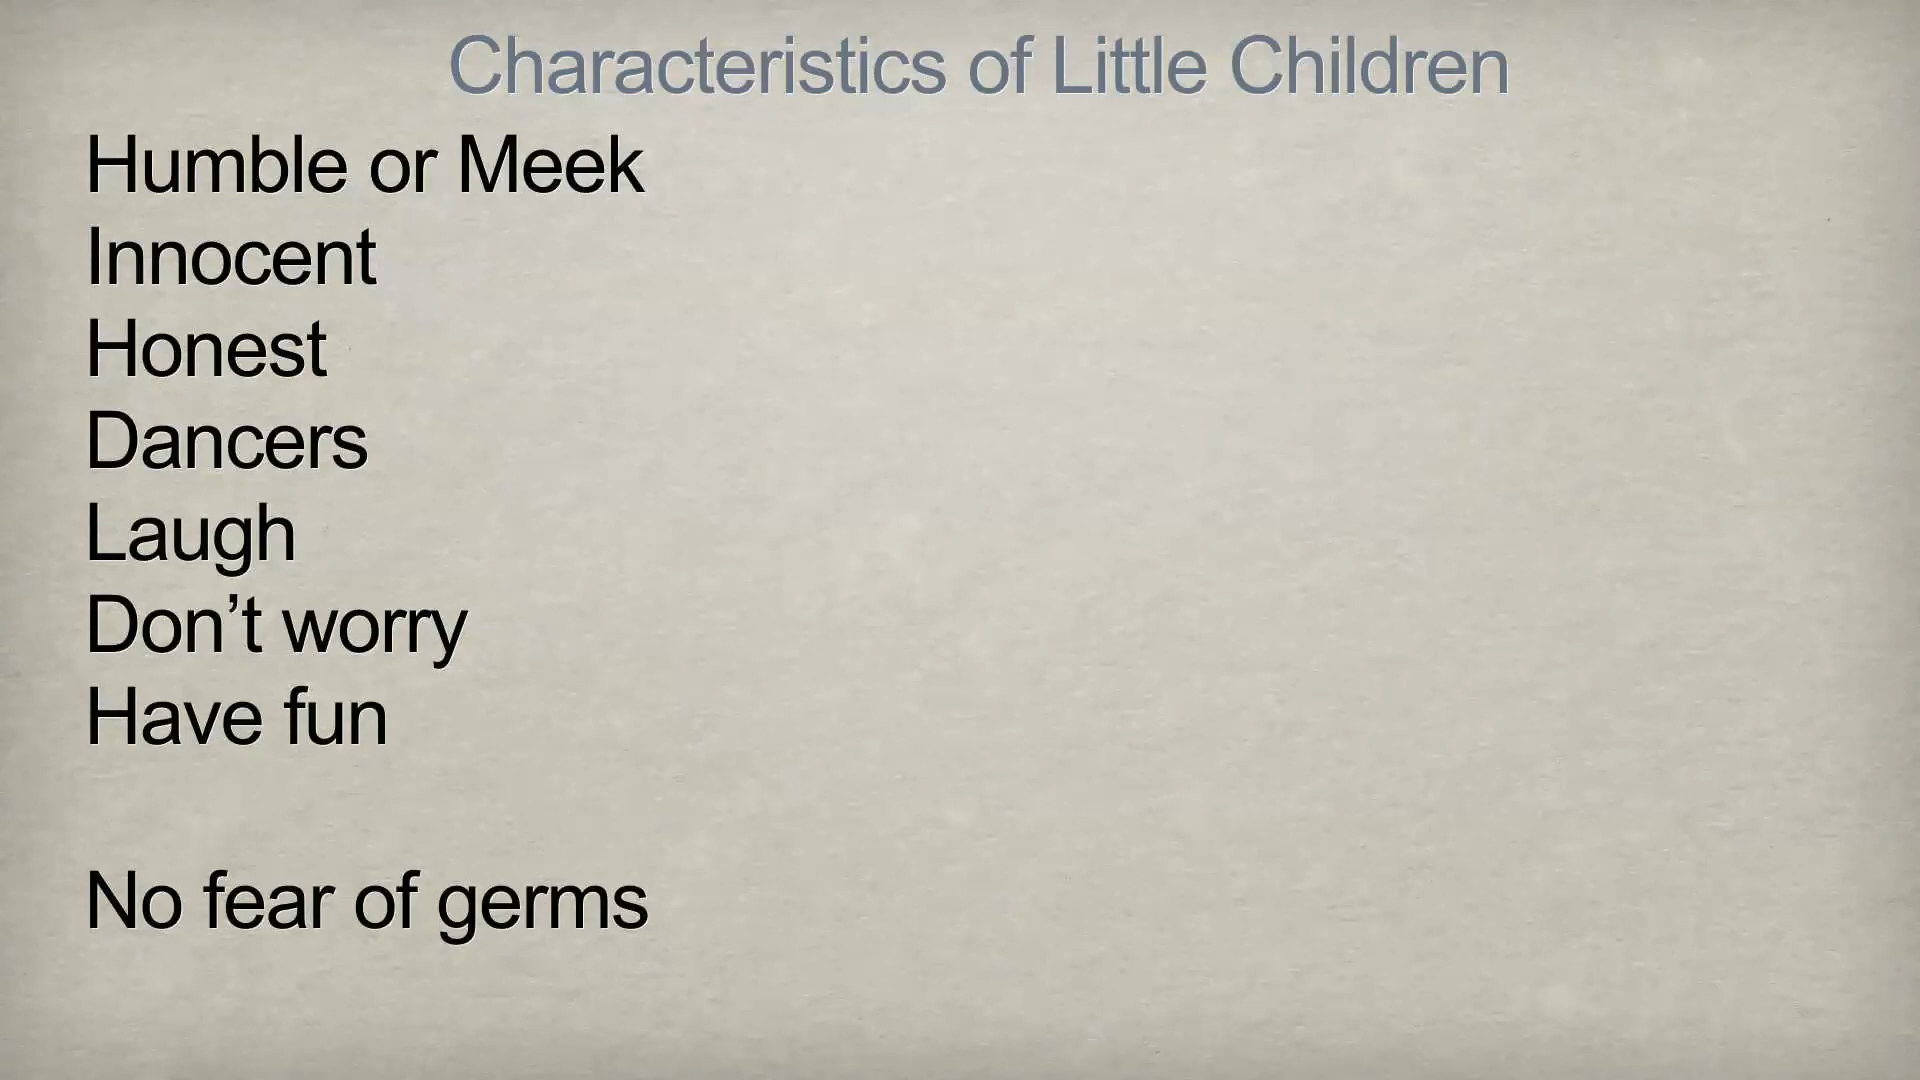 Characteristics of Little Children
Humble or Meek
Innocent
Honest
Dancers
Laugh
Don’t worry
Have fun
No fear of germs